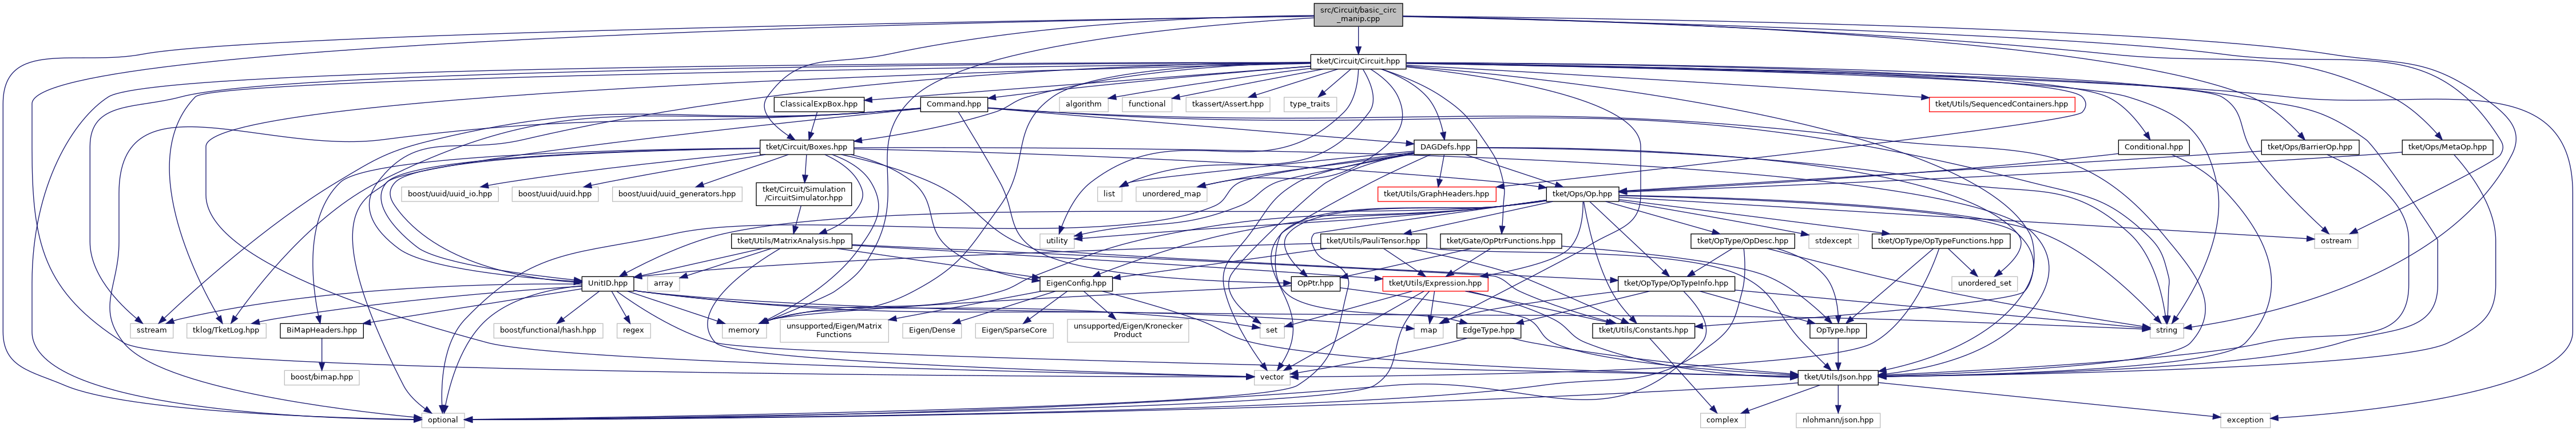 src/Circuit/basic_circ
_manip.cpp
tket/Circuit/Circuit.hpp
ClassicalExpBox.hpp
Command.hpp
algorithm
functional
tkassert/Assert.hpp
type_traits
tket/Utils/SequencedContainers.hpp
tket/Circuit/Boxes.hpp
DAGDefs.hpp
Conditional.hpp
tket/Ops/BarrierOp.hpp
tket/Ops/MetaOp.hpp
boost/uuid/uuid_io.hpp
boost/uuid/uuid.hpp
boost/uuid/uuid_generators.hpp
tket/Circuit/Simulation
/CircuitSimulator.hpp
list
unordered_map
tket/Utils/GraphHeaders.hpp
tket/Ops/Op.hpp
tket/Utils/MatrixAnalysis.hpp
utility
tket/Utils/PauliTensor.hpp
tket/Gate/OpPtrFunctions.hpp
tket/OpType/OpDesc.hpp
stdexcept
tket/OpType/OpTypeFunctions.hpp
ostream
UnitID.hpp
array
EigenConfig.hpp
OpPtr.hpp
tket/Utils/Expression.hpp
tket/OpType/OpTypeInfo.hpp
unordered_set
sstream
tklog/TketLog.hpp
BiMapHeaders.hpp
boost/functional/hash.hpp
regex
memory
unsupported/Eigen/Matrix
Functions
Eigen/Dense
Eigen/SparseCore
unsupported/Eigen/Kronecker
Product
set
map
EdgeType.hpp
tket/Utils/Constants.hpp
OpType.hpp
string
boost/bimap.hpp
vector
tket/Utils/Json.hpp
optional
complex
nlohmann/json.hpp
exception